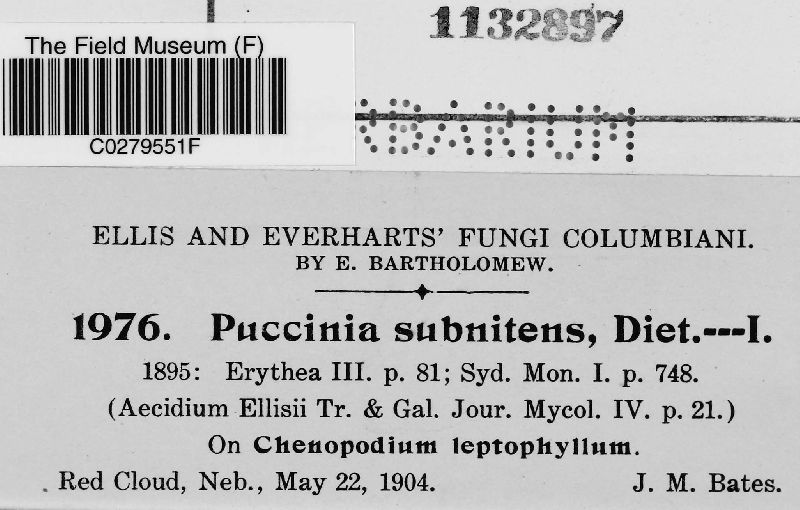 1132897
The Field Museum (F)
C0279551F
ELLIS AND EVERHARTS' FUNGI COLUMBIANI.
BY E. BARTHOLOMEW.
1976. Puccinia subnitens, Diet.---I.
1895: Erythea III. p. 81; Syd. Mon. I. p. 748.
(Aecidium Ellisii Tr. & Gal. Jour. Mycol. IV. p. 21.)
On Chenopodium leptophyllum.
Red Cloud, Neb., May 22, 1904. J. M. Bates.